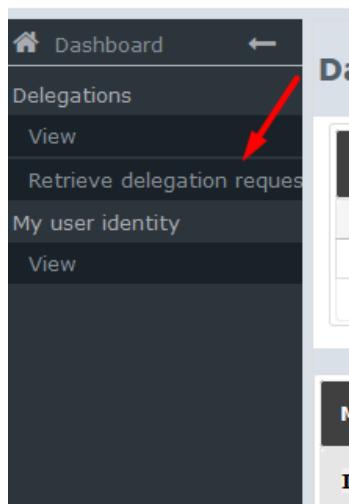 Dashboard
Da
Delegations
View
Retrieve delegation reques
My user identity
View